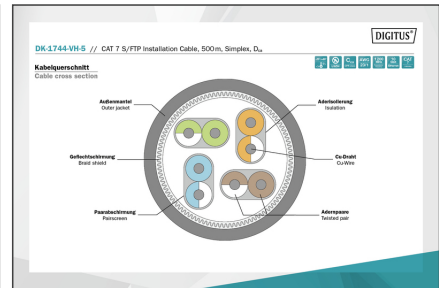 DIGITUS®
DK-1744-VH-5 // CAT 7 S/FTP Installation Cable, 500m, Simplex, Dca
Kabelquerschnitt
Cable cross section
Außenmantel
Outer jacket
Aderisolierung
Insulation
Geflechtschirmung
Braid shield
Cu-Draht
Cu-Wire
Paarabschirmung
Pairscreen
Adernpaare
Twisted pair